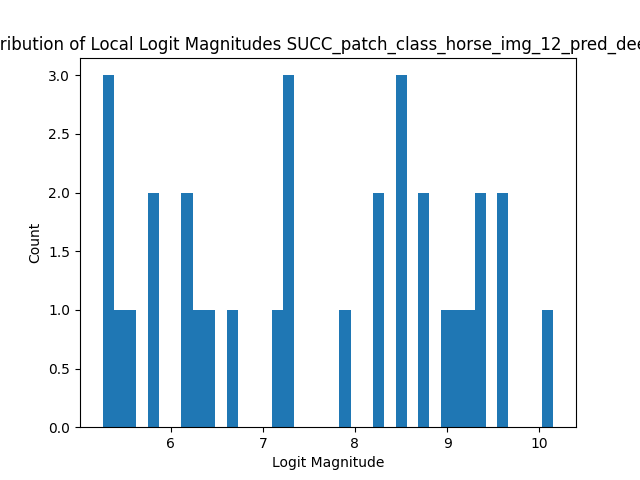 ribution of Local Logit Magnitudes SUCC_patch_class_horse_img_12_pred_dee
3.0
2.5
2.0
1.5
1.0
0.5
0.0
Count
6 7 8 9 10
Logit Magnitude